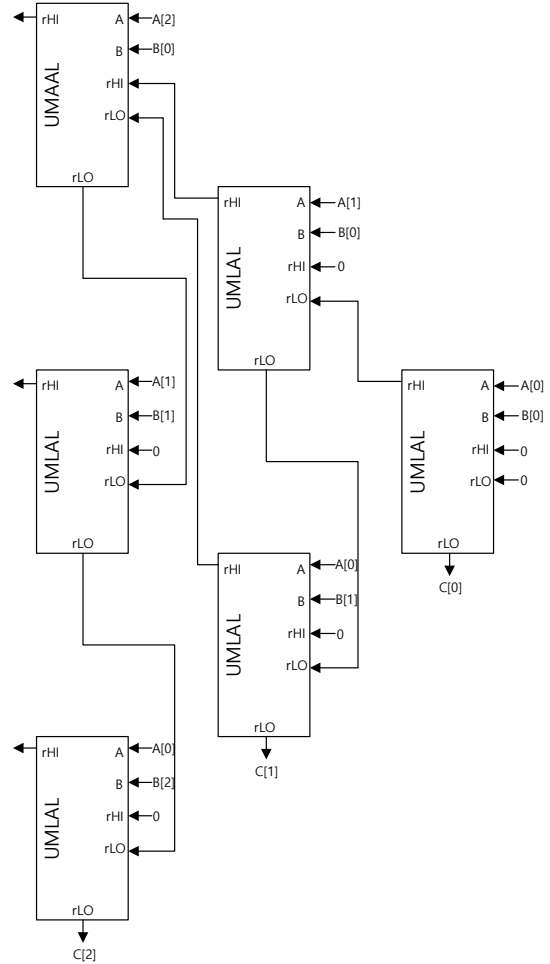 rHI A A[2]
B B[0]
rHI
rLO
UMAAL
rLO
rHI A A[1]
B B[0]
rHI 0
rLO
UMLAL
rLO
rHI A A[1]
B B[1]
rHI 0
rLO
UMLAL
rLO
rHI A A[0]
B B[0]
rHI 0
rLO 0
UMLAL
rLO
C[0]
rHI A A[0]
B B[1]
rHI 0
rLO
UMLAL
rLO
C[1]
rHI A A[0]
B B[2]
rHI 0
rLO
UMLAL
rLO
C[2]